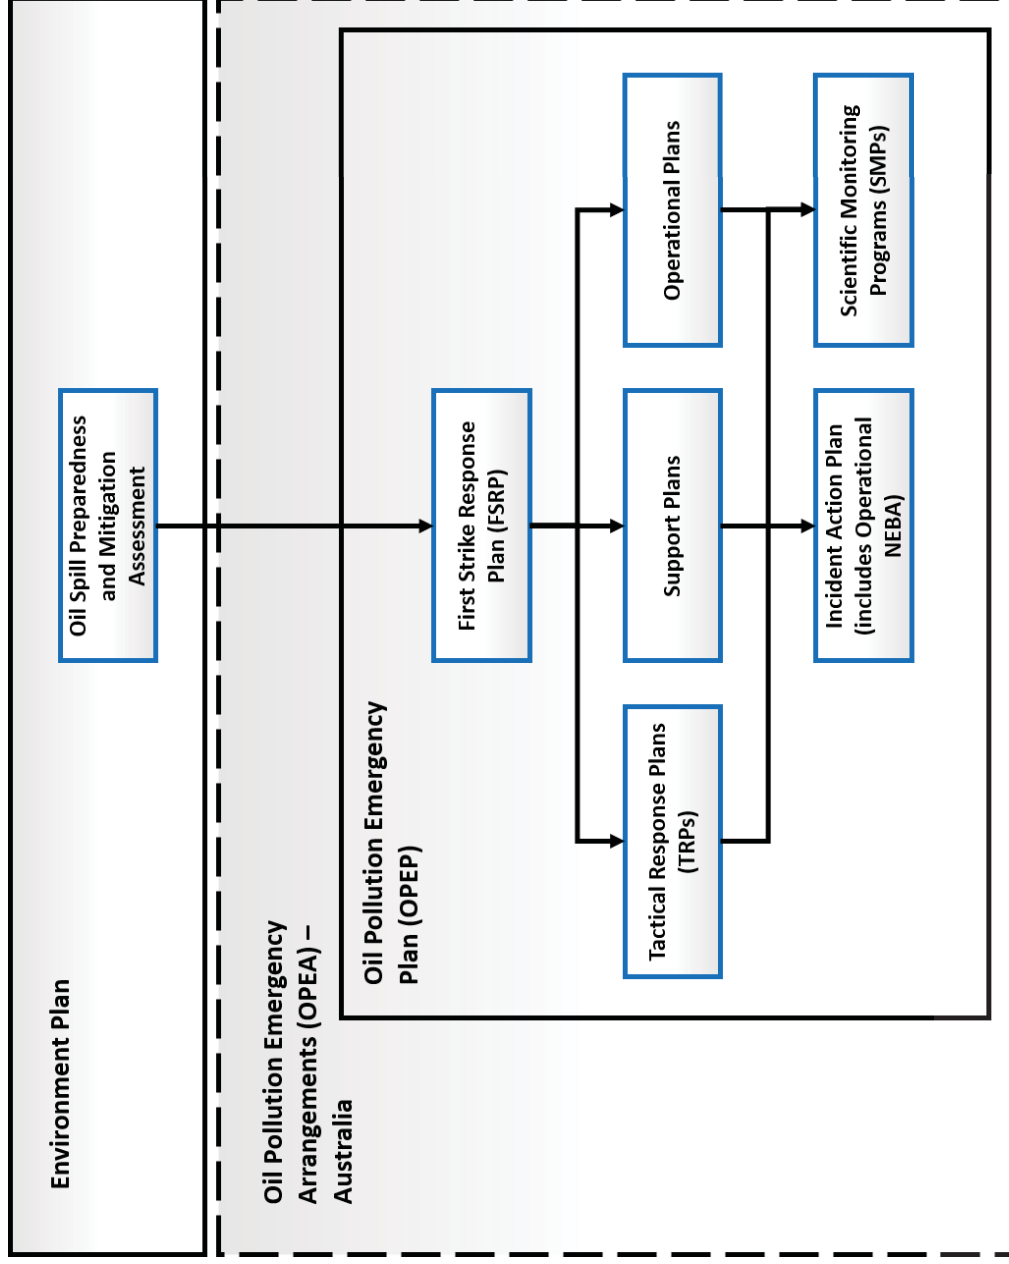 Environment Plan
Oil Spill Preparedness
and Mitigation
Assessment
Oil Pollution Emergency
Arrangements (OPEA) –
Australia
Oil Pollution Emergency
Plan (OPEP)
First Strike Response
Plan (FSRP)
Tactical Response Plans
(TRPs)
Support Plans
Operational Plans
Incident Action Plan
(includes Operational
NEBA)
Scientific Monitoring
Programs (SMPs)